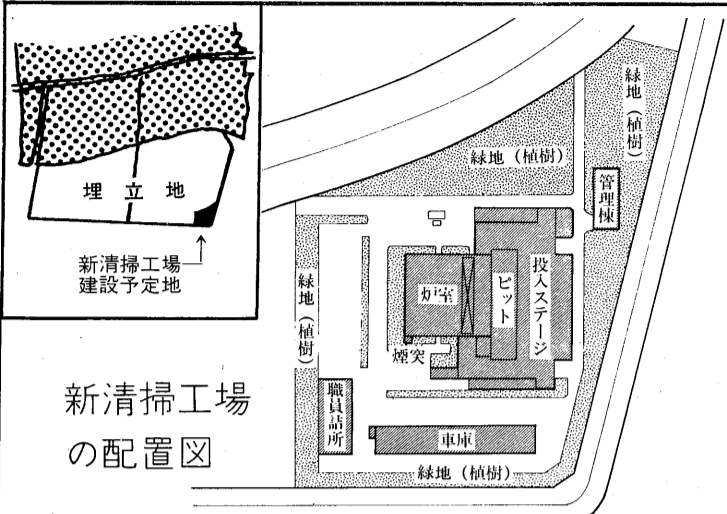 埋立地
新清掃工場
建設予定地
新清掃工場
の配置図
緑地（植樹）
緑地（植樹）
管理棟
投入ステージ
ピット
炉室
煙突
緑地（植樹）
職員詰所
車庫
緑地（植樹）